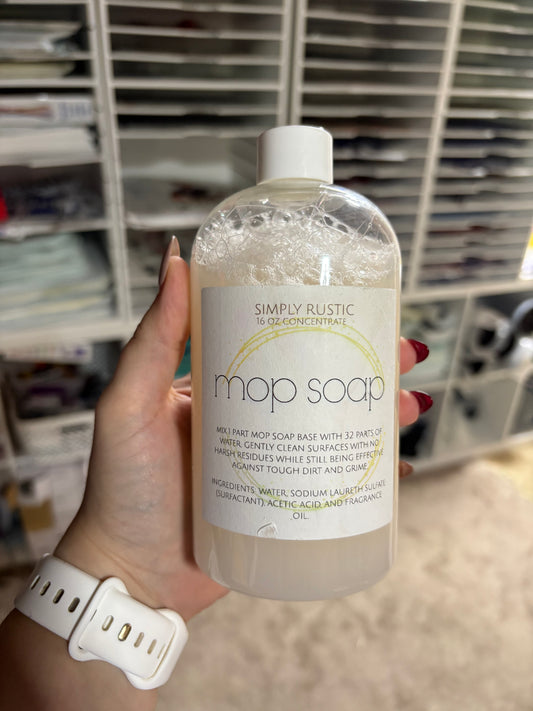 SIMPLY RUSTIC
16 OZ CONCENTRATE
mop soap
MIX 1 PART MOP SOAP BASE WITH 32 PARTS OF
WATER. GENTLY CLEAN SURFACES WITH NO
HARSH RESIDUES WHILE STILL BEING EFFECTIVE
AGAINST TOUGH DIRT AND GRIME.
INGREDIENTS: WATER, SODIUM LAURETH SULFATE
(SURFACTANT), ACETIC ACID, AND FRAGRANCE
OIL.